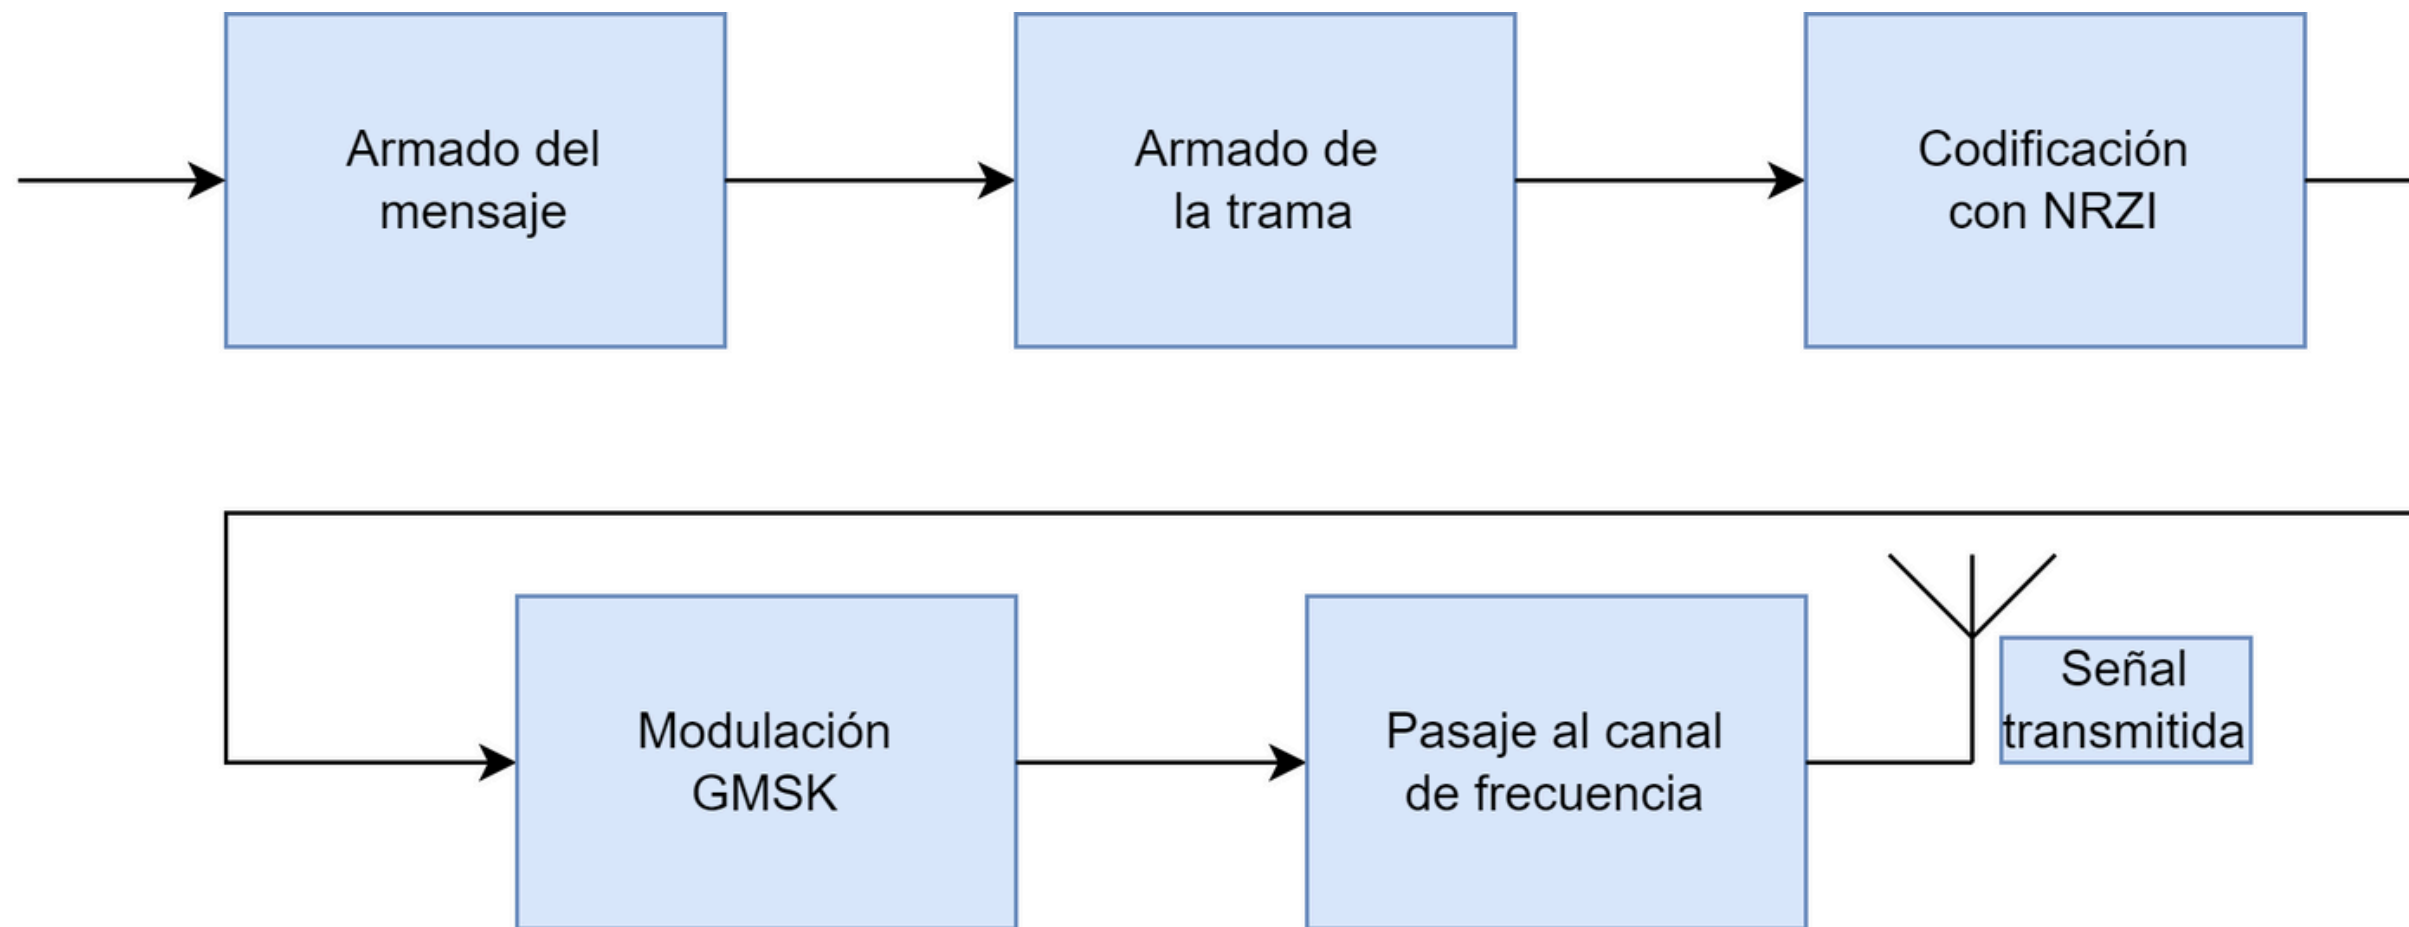 Armado del
mensaje
Armado de
la trama
Codificación
con NRZI
Modulación
GMSK
Pasaje al canal
de frecuencia
Señal
transmitida